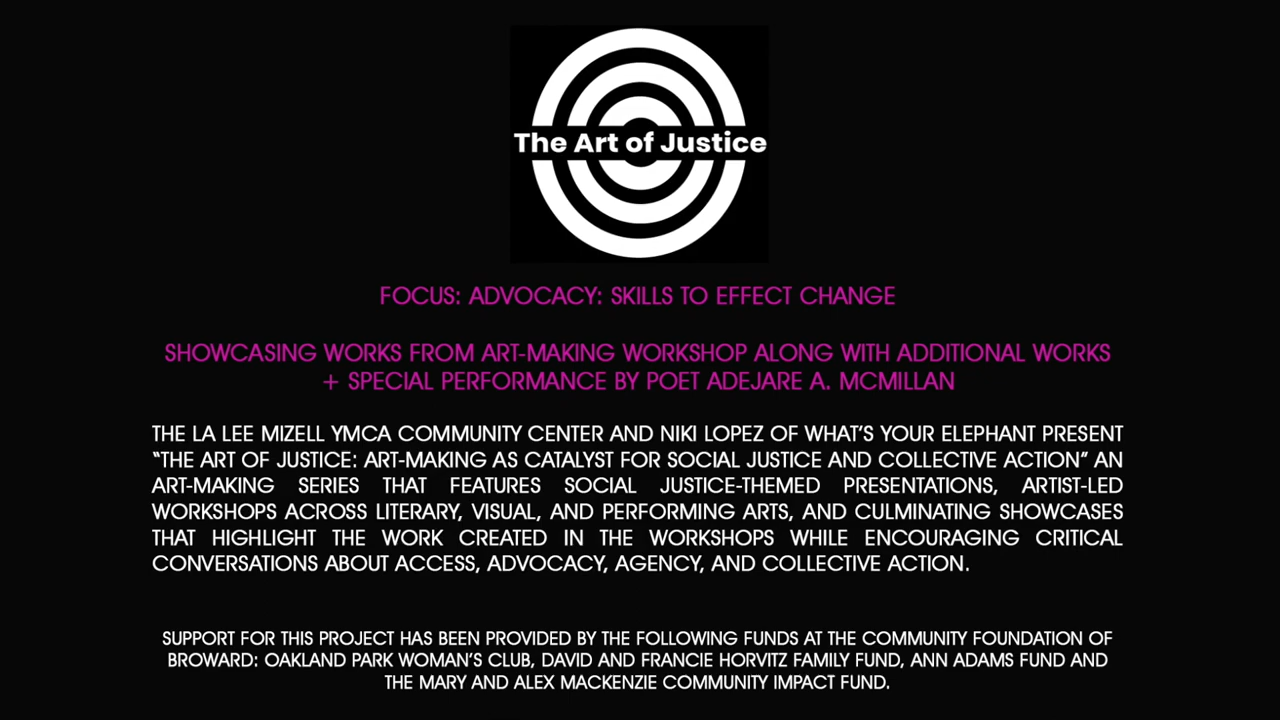 The Art of Justice
FOCUS: ADVOCACY: SKILLS TO EFFECT CHANGE
SHOWCASING WORKS FROM ART-MAKING WORKSHOP ALONG WITH ADDITIONAL WORKS
+ SPECIAL PERFORMANCE BY POET ADEJARE A. MCMILLAN
THE LA LEE MIZELL YMCA COMMUNITY CENTER AND NIKI LOPEZ OF WHAT'S YOUR ELEPHANT PRESENT
“THE ART OF JUSTICE: ART-MAKING AS CATALYST FOR SOCIAL JUSTICE AND COLLECTIVE ACTION” AN
ART-MAKING SERIES THAT FEATURES SOCIAL JUSTICE-THEMED PRESENTATIONS, ARTIST-LED
WORKSHOPS ACROSS LITERARY, VISUAL, AND PERFORMING ARTS, AND CULMINATING SHOWCASES
THAT HIGHLIGHT THE WORK CREATED IN THE WORKSHOPS WHILE ENCOURAGING CRITICAL
CONVERSATIONS ABOUT ACCESS, ADVOCACY, AGENCY, AND COLLECTIVE ACTION.
SUPPORT FOR THIS PROJECT HAS BEEN PROVIDED BY THE FOLLOWING FUNDS AT THE COMMUNITY FOUNDATION OF
BROWARD: OAKLAND PARK WOMAN'S CLUB, DAVID AND FRANCIE HORVITZ FAMILY FUND, ANN ADAMS FUND AND
THE MARY AND ALEX MACKENZIE COMMUNITY IMPACT FUND.